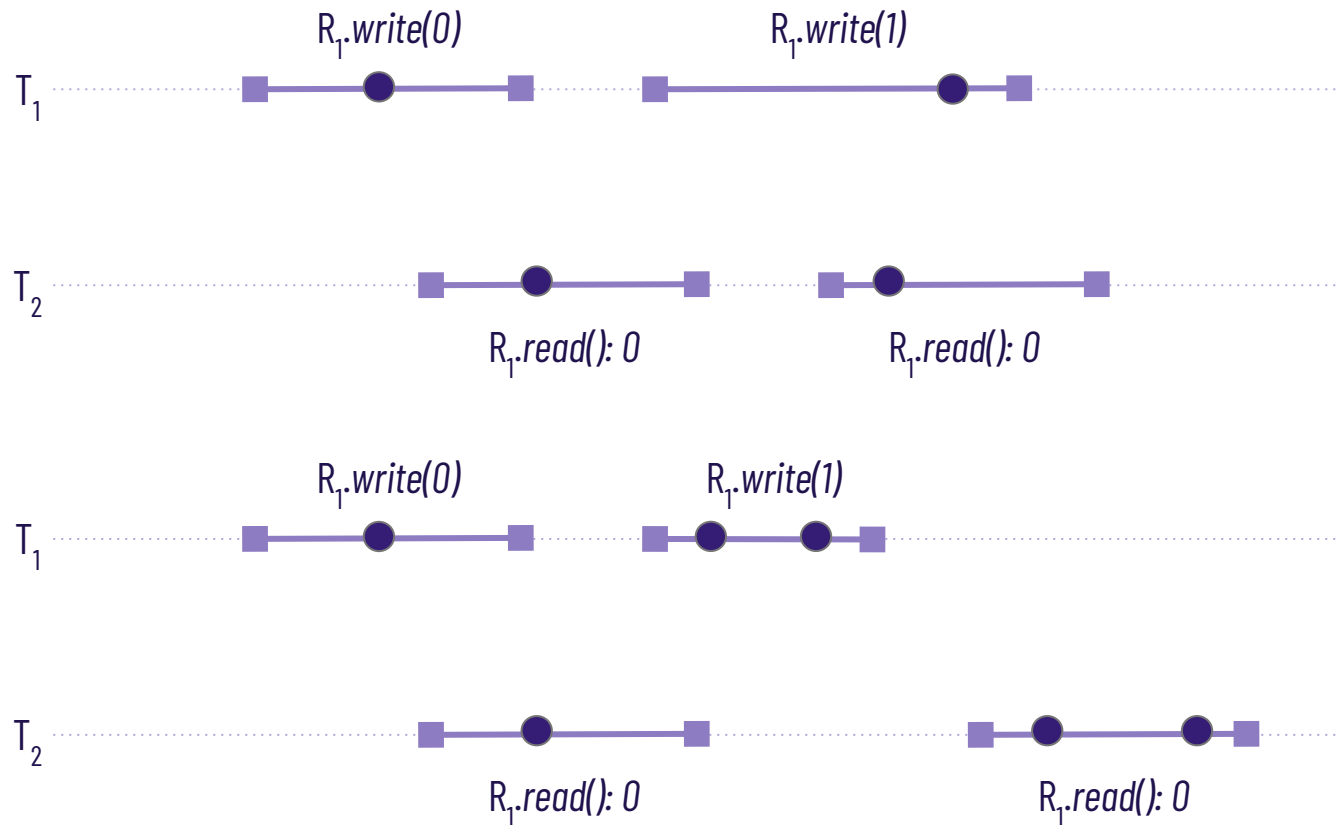 R₁.write(0) R₁.write(1)
T₁
T₂
R₁.read(): 0 R₁.read(): 0
R₁.write(0) R₁.write(1)
T₁
T₂
R₁.read(): 0 R₁.read(): 0